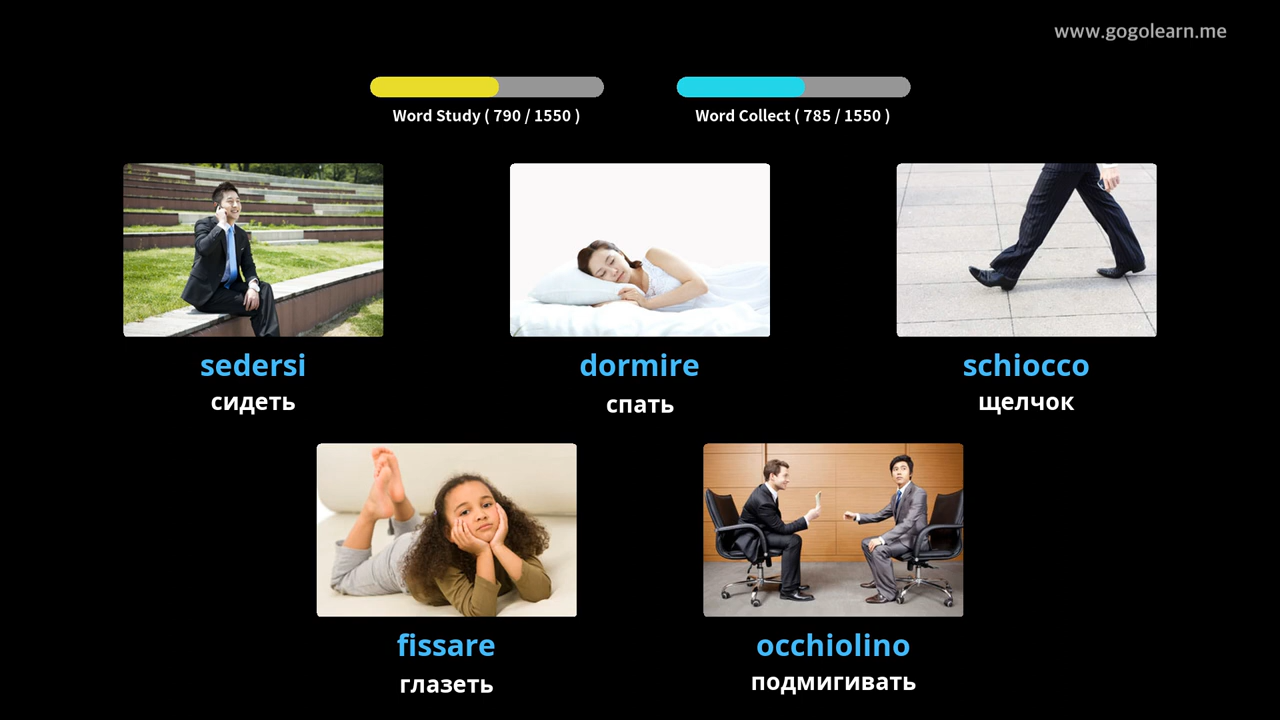 www.gogolearn.me
Word Study ( 790 / 1550 )
Word Collect ( 785 / 1550 )
sedersi
сидеть
dormire
спать
schiocco
щелчок
fissare
глазеть
occhiolino
подмигивать